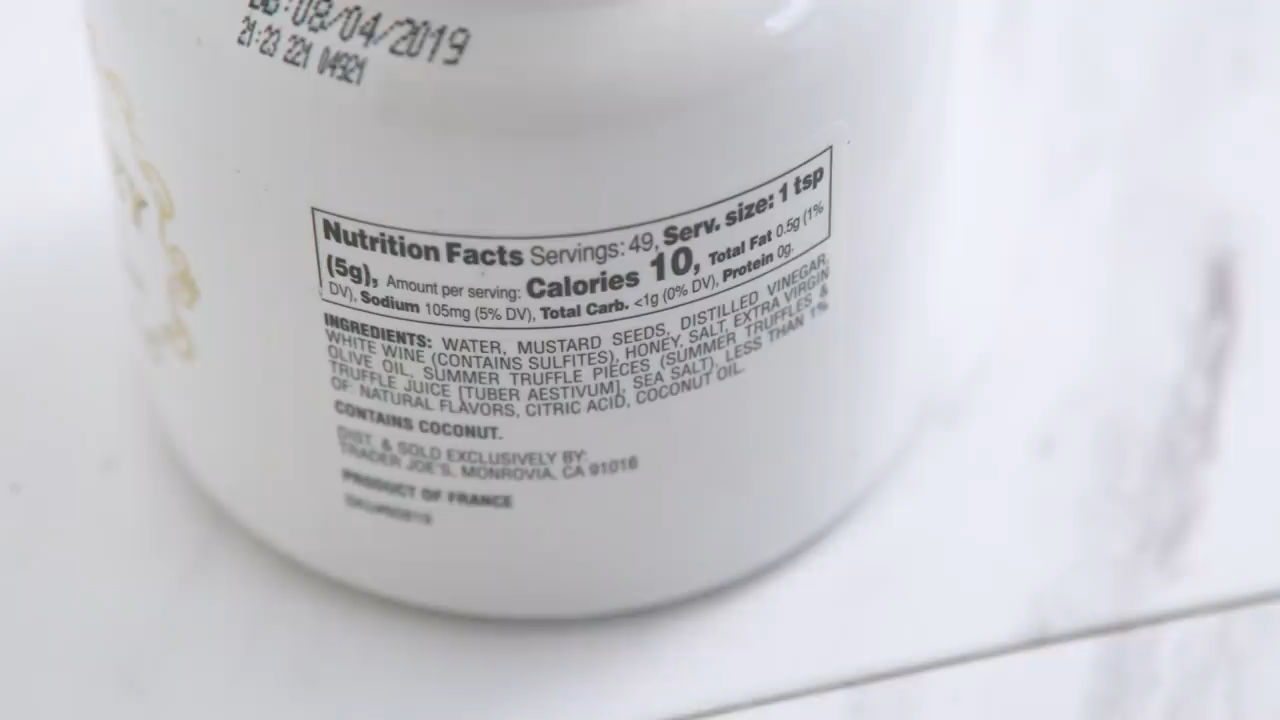 :08/04/2019
21:23 221 04921
Nutrition Facts Servings: 49, Serv. size: 1 tsp
(5g), Amount per serving: Calories 10, Total Fat 0.5g (1%
DV), Sodium 105mg (5% DV), Total Carb. <1g (0% DV), Protein 0g.
INGREDIENTS: WATER, MUSTARD SEEDS, DISTILLED VINEGAR,
WHITE WINE (CONTAINS SULFITES), HONEY, SALT, EXTRA VIRGIN
OLIVE OIL, SUMMER TRUFFLE PIECES (SUMMER TRUFFLES &
TRUFFLE JUICE [TUBER AESTIVUM], SEA SALT), LESS THAN 1%
OF: NATURAL FLAVORS, CITRIC ACID, COCONUT OIL.
CONTAINS COCONUT.
DIST. & SOLD EXCLUSIVELY BY:
TRADER JOE'S, MONROVIA, CA 91016
PRODUCT OF FRANCE